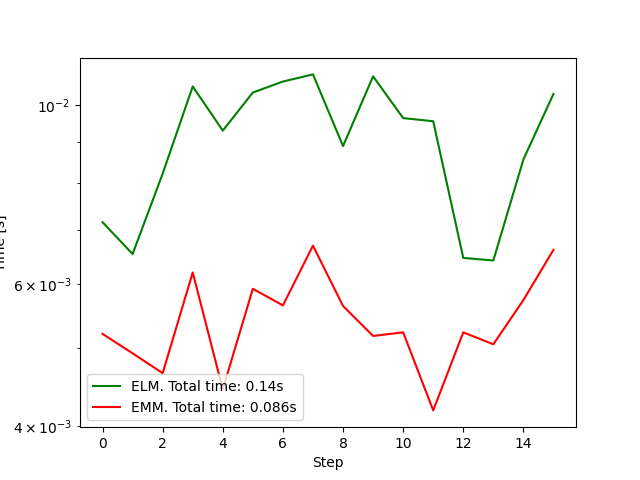 10⁻²
6 × 10⁻³
4 × 10⁻³
ELM. Total time: 0.14s
EMM. Total time: 0.086s
0 2 4 6 8 10 12 14
Step